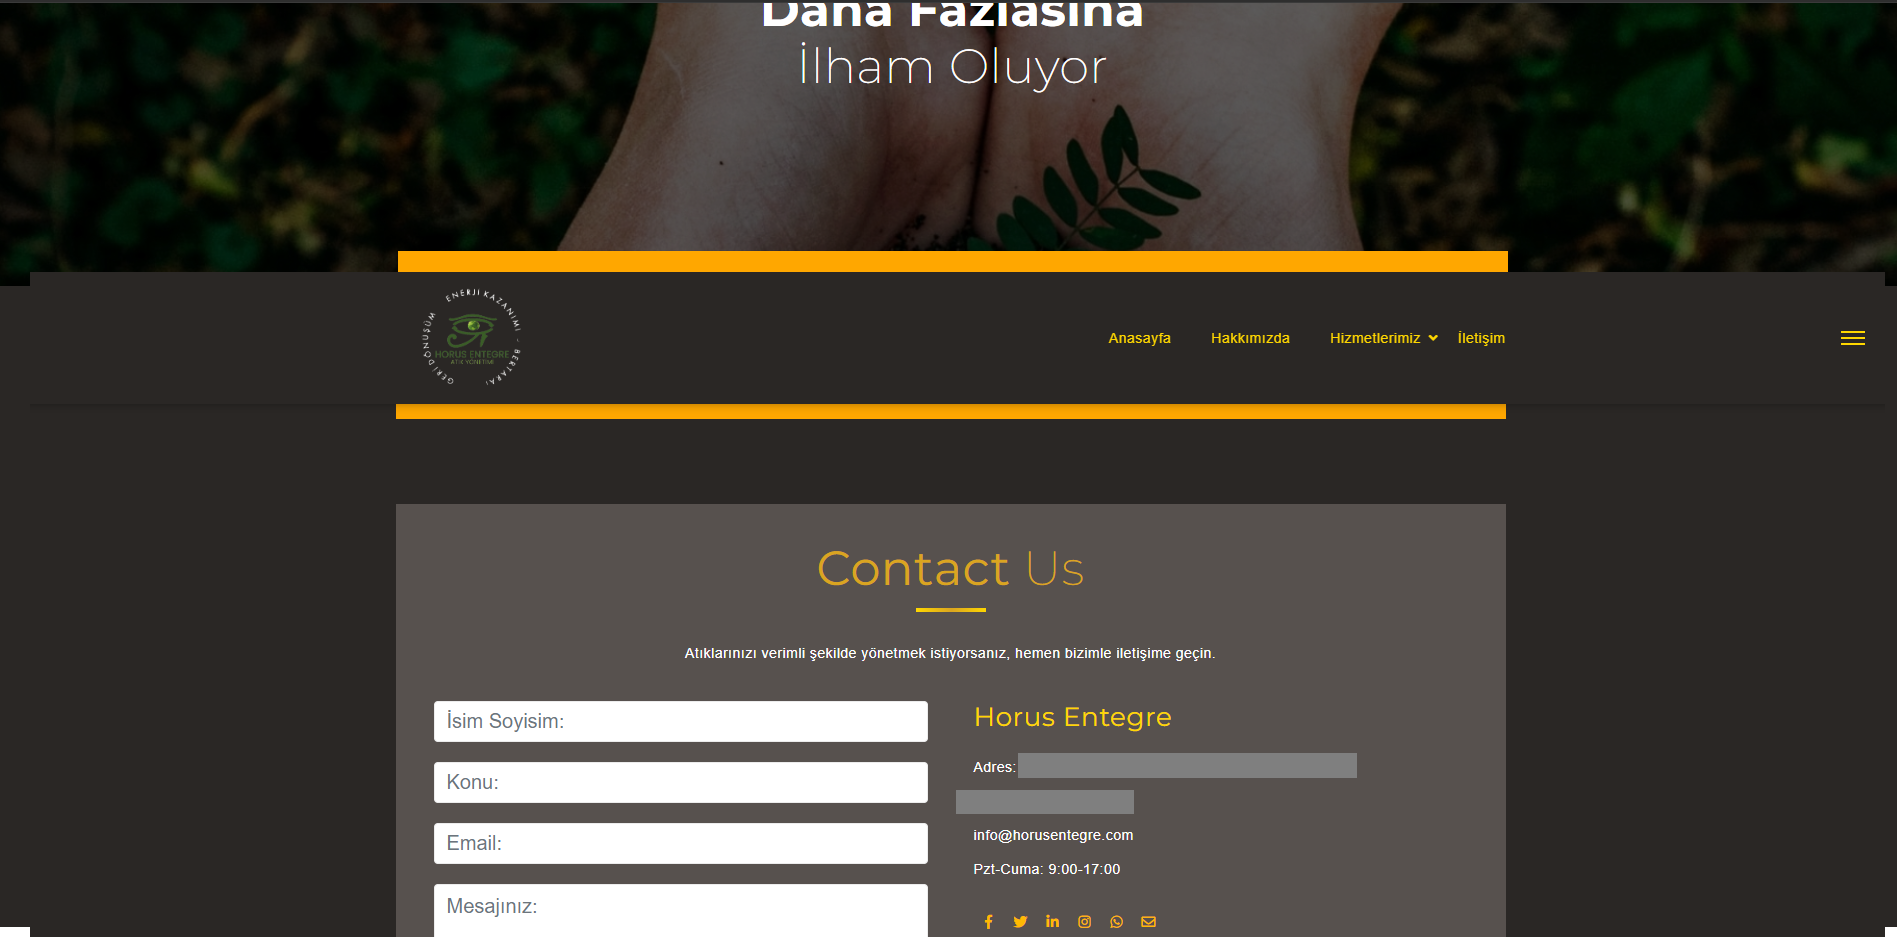 Daha Fazlasına
İlham Oluyor
ENERJİ KAZANIMI - BERTARAF
GERİ DÖNÜŞÜM
HORUS ENTEGRE
ATIK YÖNETİMİ
Anasayfa
Hakkımızda
Hizmetlerimiz
İletişim
Contact Us
Atıklarınızı verimli şekilde yönetmek istiyorsanız, hemen bizimle iletişime geçin.
İsim Soyisim:
Konu:
Email:
Mesajınız:
Horus Entegre
Adres:
info@horusentegre.com
Pzt-Cuma: 9:00-17:00